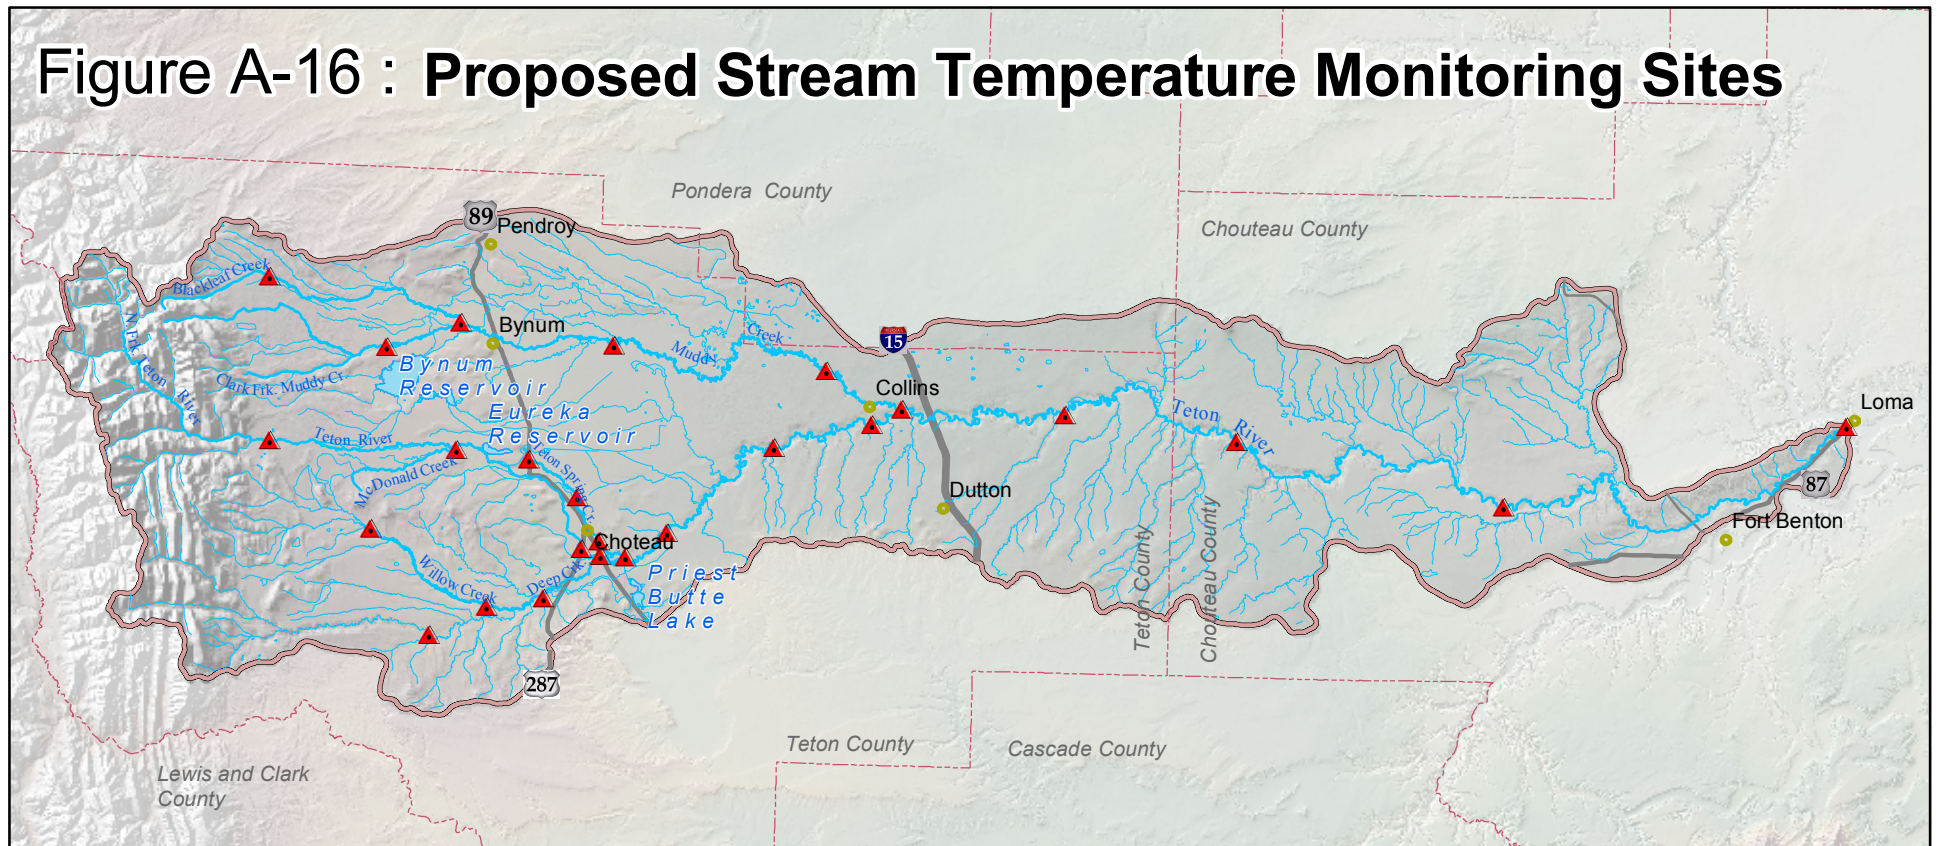 Figure A-16 : Proposed Stream Temperature Monitoring Sites
Pondera County
Chouteau County
89
Pendroy
Blackleaf Creek
N. Frk. Teton River
Bynum
Muddy Creek
15
Bynum
Reservoir
Clark Frk. Muddy Cr.
Collins
Eureka
Reservoir
Teton River
Teton River
Loma
McDonald Creek
Teton Spring Cr.
87
Dutton
Fort Benton
Choteau
Willow Creek
Deep Crk.
Priest
Butte
Lake
Teton County
Chouteau County
287
Teton County
Cascade County
Lewis and Clark
County